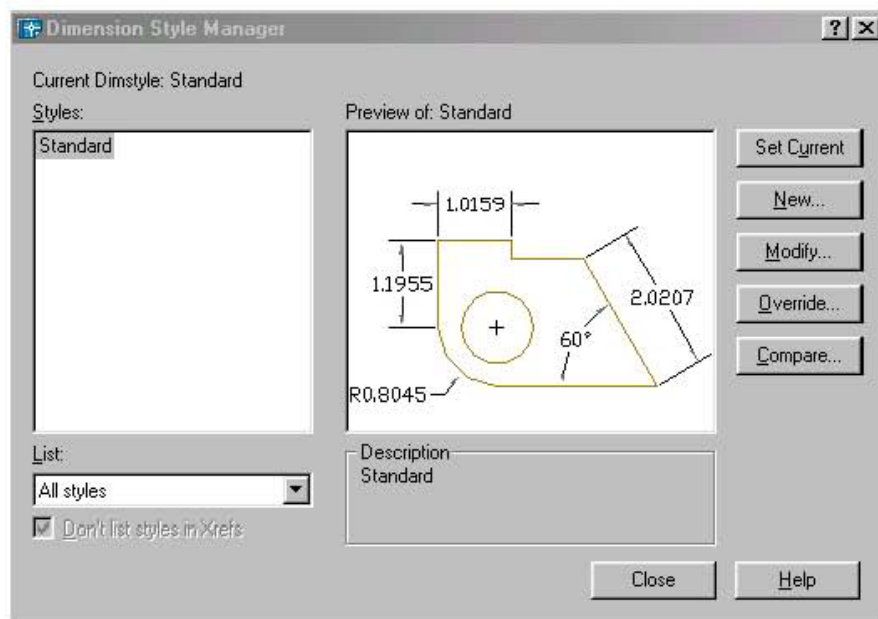 Dimension Style Manager
Current Dimstyle: Standard
Styles:
Standard
Preview of: Standard
1.0159
1.1955
2.0207
60°
R0.8045
Set Current
New...
Modify...
Override...
Compare...
List:
All styles
Don't list styles in Xrefs
Description
Standard
Close
Help